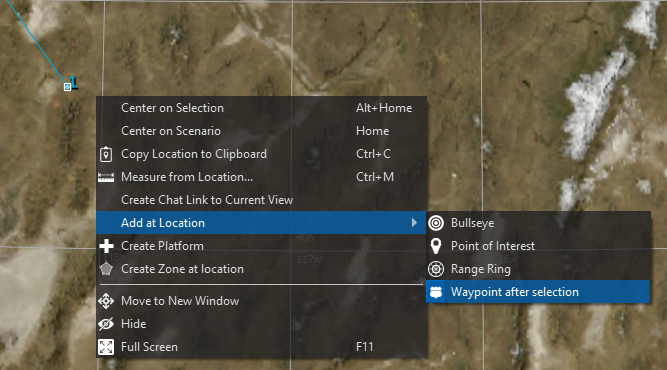 1
Center on Selection Alt+Home
Center on Scenario Home
Copy Location to Clipboard Ctrl+C
Measure from Location... Ctrl+M
Create Chat Link to Current View
Add at Location
Bullseye
Create Platform
Point of Interest
Create Zone at location
Range Ring
Waypoint after selection
Move to New Window
Hide
Full Screen F11